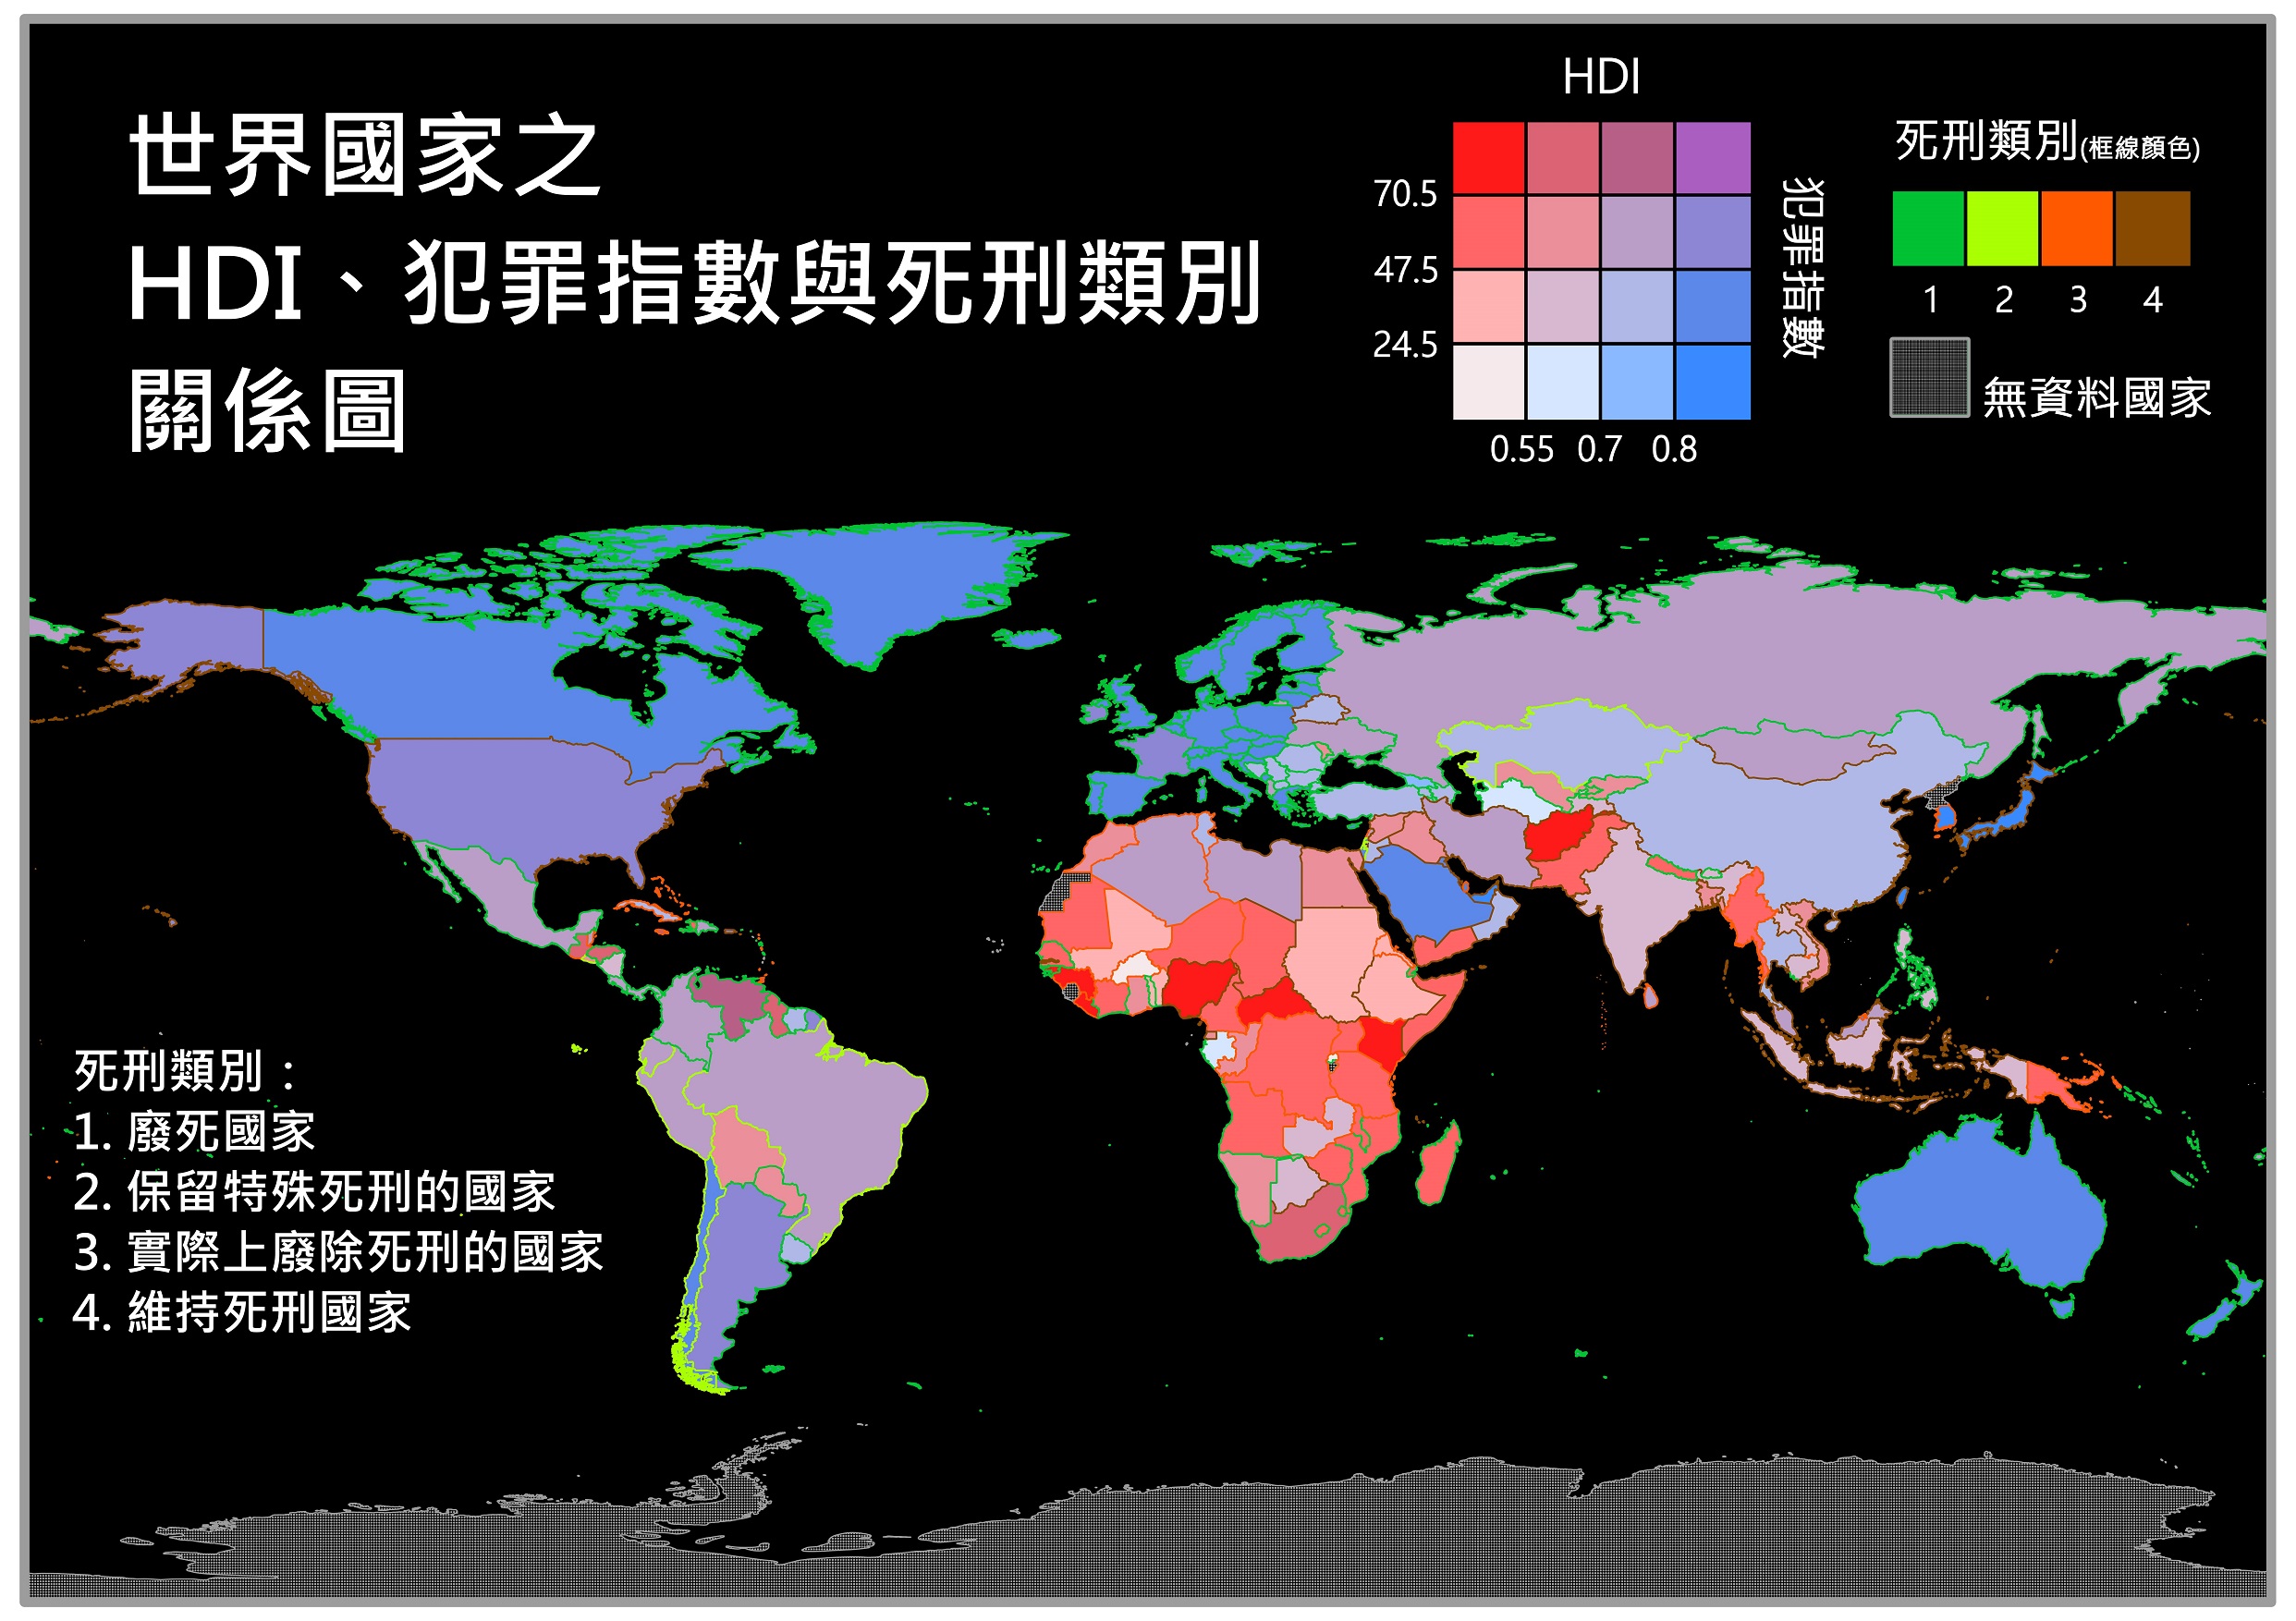 世界國家之
HDI、犯罪指數與死刑類別
關係圖
HDI
70.5
47.5
24.5
0.55 0.7 0.8
犯罪指數
死刑類別(框線顏色)
1 2 3 4
無資料國家
死刑類別：
1. 廢死國家
2. 保留特殊死刑的國家
3. 實際上廢除死刑的國家
4. 維持死刑國家